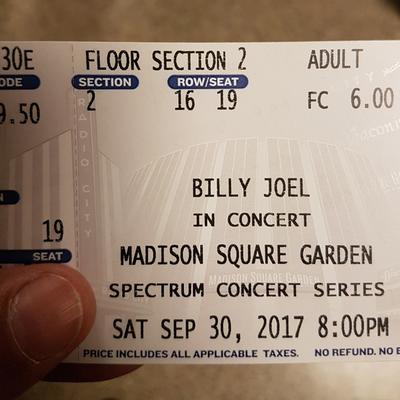 30E FLOOR SECTION 2 ADULT
ODE SECTION ROW/SEAT
9.50 2 16 19 FC 6.00
RADIO CITY
BILLY JOEL
IN CONCERT
19 MADISON SQUARE GARDEN
SEAT MADISON SQUARE GARDEN
SPECTRUM CONCERT SERIES
SAT SEP 30, 2017 8:00PM
PRICE INCLUDES ALL APPLICABLE TAXES. NO REFUND. NO E